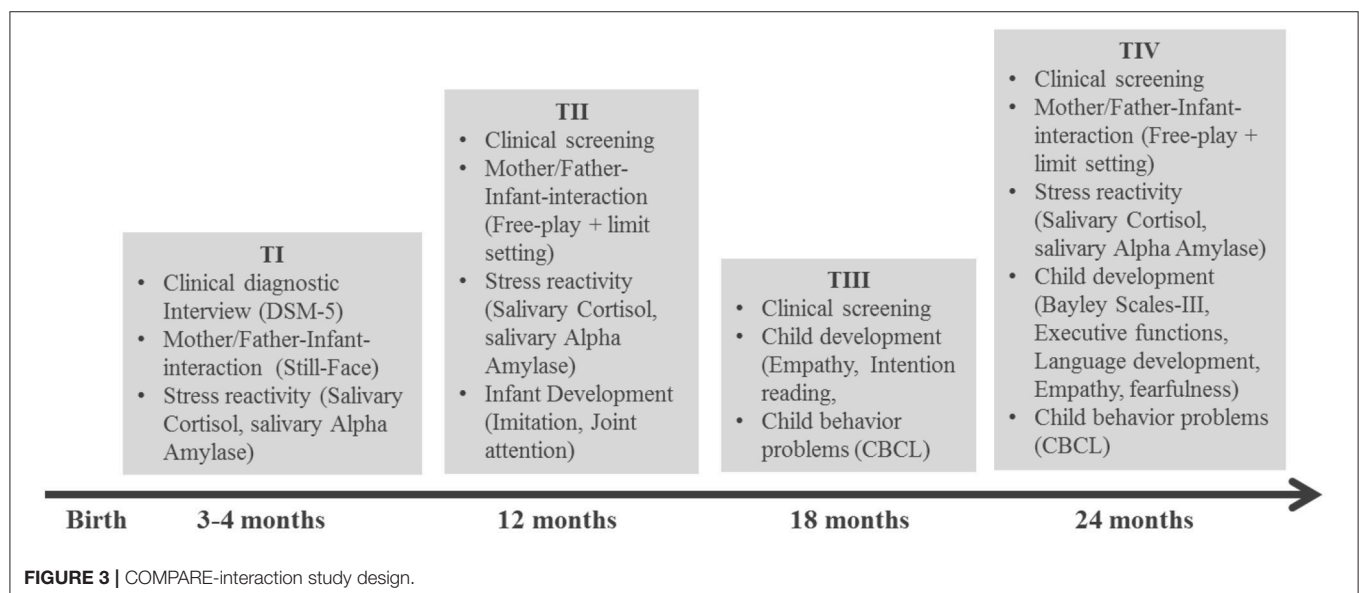 TI
• Clinical diagnostic
Interview (DSM-5)
• Mother/Father-Infant-
interaction (Still-Face)
• Stress reactivity (Salivary
Cortisol, salivary Alpha
Amylase)
TII
• Clinical screening
• Mother/Father-
Infant-interaction
(Free-play + limit
setting)
• Stress reactivity
(Salivary Cortisol,
salivary Alpha
Amylase)
• Infant Development
(Imitation, Joint
attention)
TIII
• Clinical screening
• Child development
(Empathy, Intention
reading,
• Child behavior
problems (CBCL)
TIV
• Clinical screening
• Mother/Father-Infant-
interaction (Free-play +
limit setting)
• Stress reactivity
(Salivary Cortisol,
salivary Alpha Amylase)
• Child development
(Bayley Scales-III,
Executive functions,
Language development,
Empathy, fearfulness)
• Child behavior problems
(CBCL)
Birth 3-4 months 12 months 18 months 24 months
FIGURE 3 | COMPARE-interaction study design.